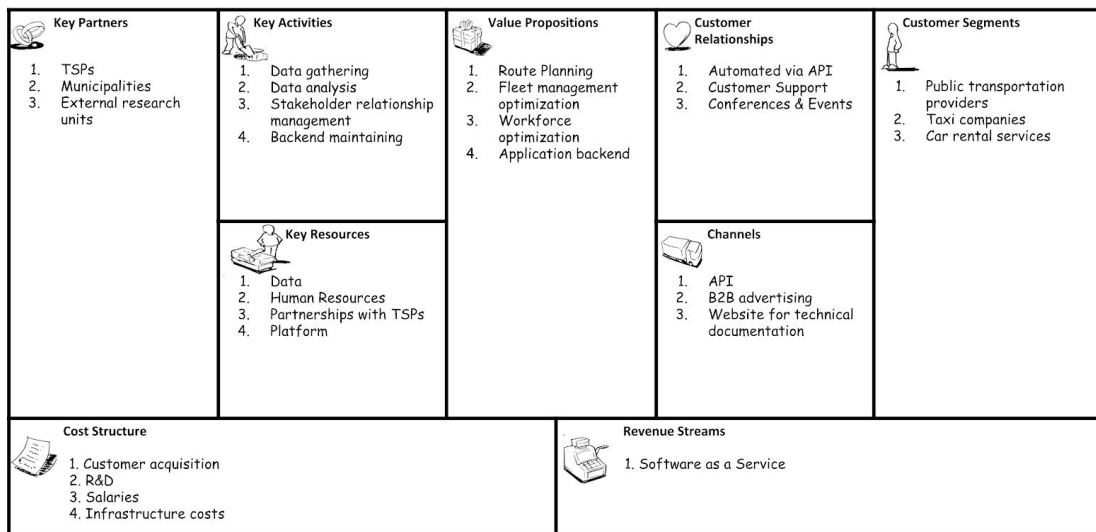 Key Partners
1. TSPs
2. Municipalities
3. External research
units
Key Activities
1. Data gathering
2. Data analysis
3. Stakeholder relationship
management
4. Backend maintaining
Key Resources
1. Data
2. Human Resources
3. Partnerships with TSPs
4. Platform
Value Propositions
1. Route Planning
2. Fleet management
optimization
3. Workforce
optimization
4. Application backend
Customer
Relationships
1. Automated via API
2. Customer Support
3. Conferences & Events
Channels
1. API
2. B2B advertising
3. Website for technical
documentation
Customer Segments
1. Public transportation
providers
2. Taxi companies
3. Car rental services
Cost Structure
1. Customer acquisition
2. R&D
3. Salaries
4. Infrastructure costs
Revenue Streams
1. Software as a Service